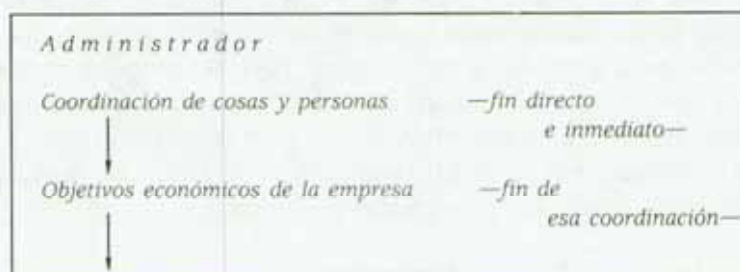 Administrador
Coordinación de cosas y personas —fin directo
e inmediato—
Objetivos económicos de la empresa —fin de
esa coordinación—